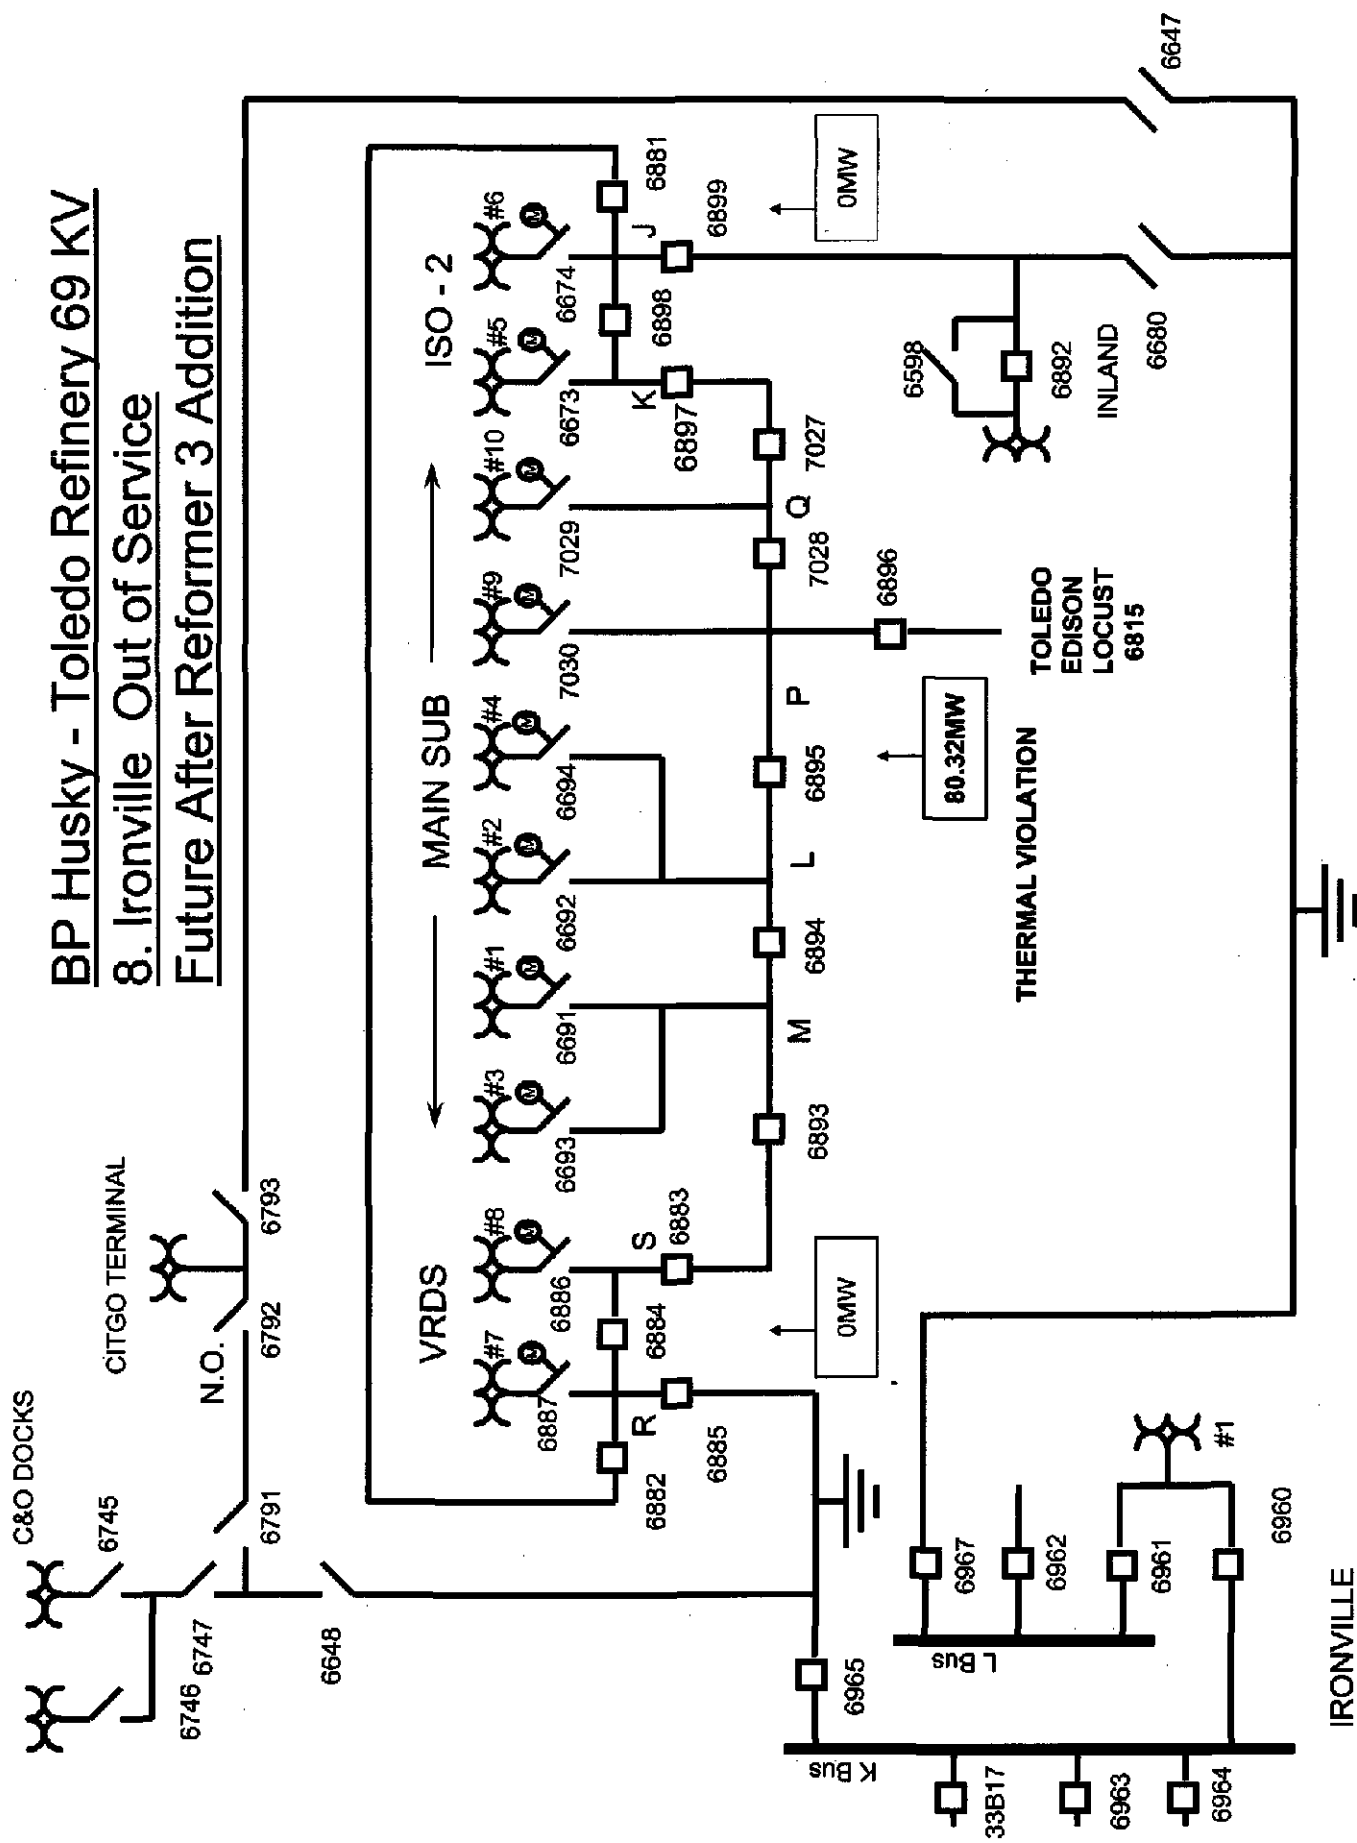 BP Husky - Toledo Refinery 69 KV
8. Ironville Out of Service
Future After Reformer 3 Addition
C&O DOCKS
6745
6746
6747
6791
6648
CITGO TERMINAL
N.O.
6792
6793
6647
VRDS
MAIN SUB
ISO - 2
#7
#8
#3
#1
#2
#4
#9
#10
#5
#6
M
M
M
M
M
M
M
M
M
M
6887
6886
6693
6691
6692
6694
7030
7029
6673
6674
6882
R
6884
S
6883
6885
K
6898
J
6881
6897
6899
6893
M
6894
L
6895
P
7028
Q
7027
0MW
80.32MW
0MW
THERMAL VIOLATION
6896
TOLEDO
EDISON
LOCUST
6815
6598
6892
INLAND
6680
6965
K Bus
L Bus
6967
6962
6961
6960
#1
33B17
6963
6964
IRONVILLE